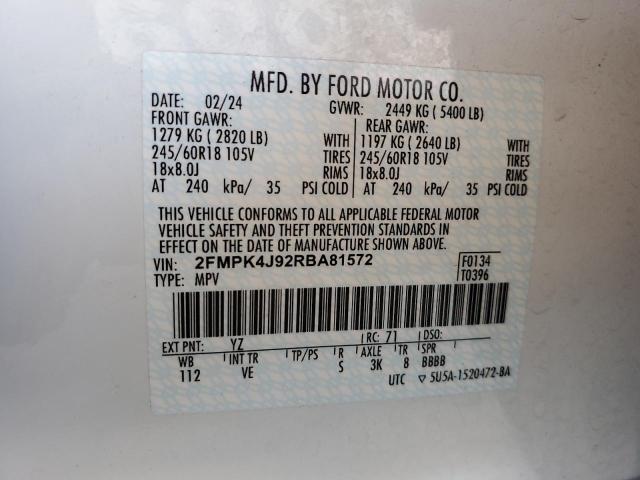 MFD. BY FORD MOTOR CO.
DATE: 02/24 GVWR: 2449 KG ( 5400 LB)
FRONT GAWR: REAR GAWR:
1279 KG ( 2820 LB) WITH 1197 KG ( 2640 LB) WITH
245/60R18 105V TIRES 245/60R18 105V TIRES
18x8.0J RIMS 18x8.0J RIMS
AT 240 kPa/ 35 PSI COLD AT 240 kPa/ 35 PSI COLD
THIS VEHICLE CONFORMS TO ALL APPLICABLE FEDERAL MOTOR
VEHICLE SAFETY AND THEFT PREVENTION STANDARDS IN
EFFECT ON THE DATE OF MANUFACTURE SHOWN ABOVE.
VIN: 2FMPK4J92RBA81572 F0134
TYPE: MPV T0396
EXT PNT: YZ RC: 71 DSO:
WB INT TR TP/PS R AXLE TR SPR
112 VE S 3K 8 BBBB
UTC ▽ 5U5A-1520472-BA